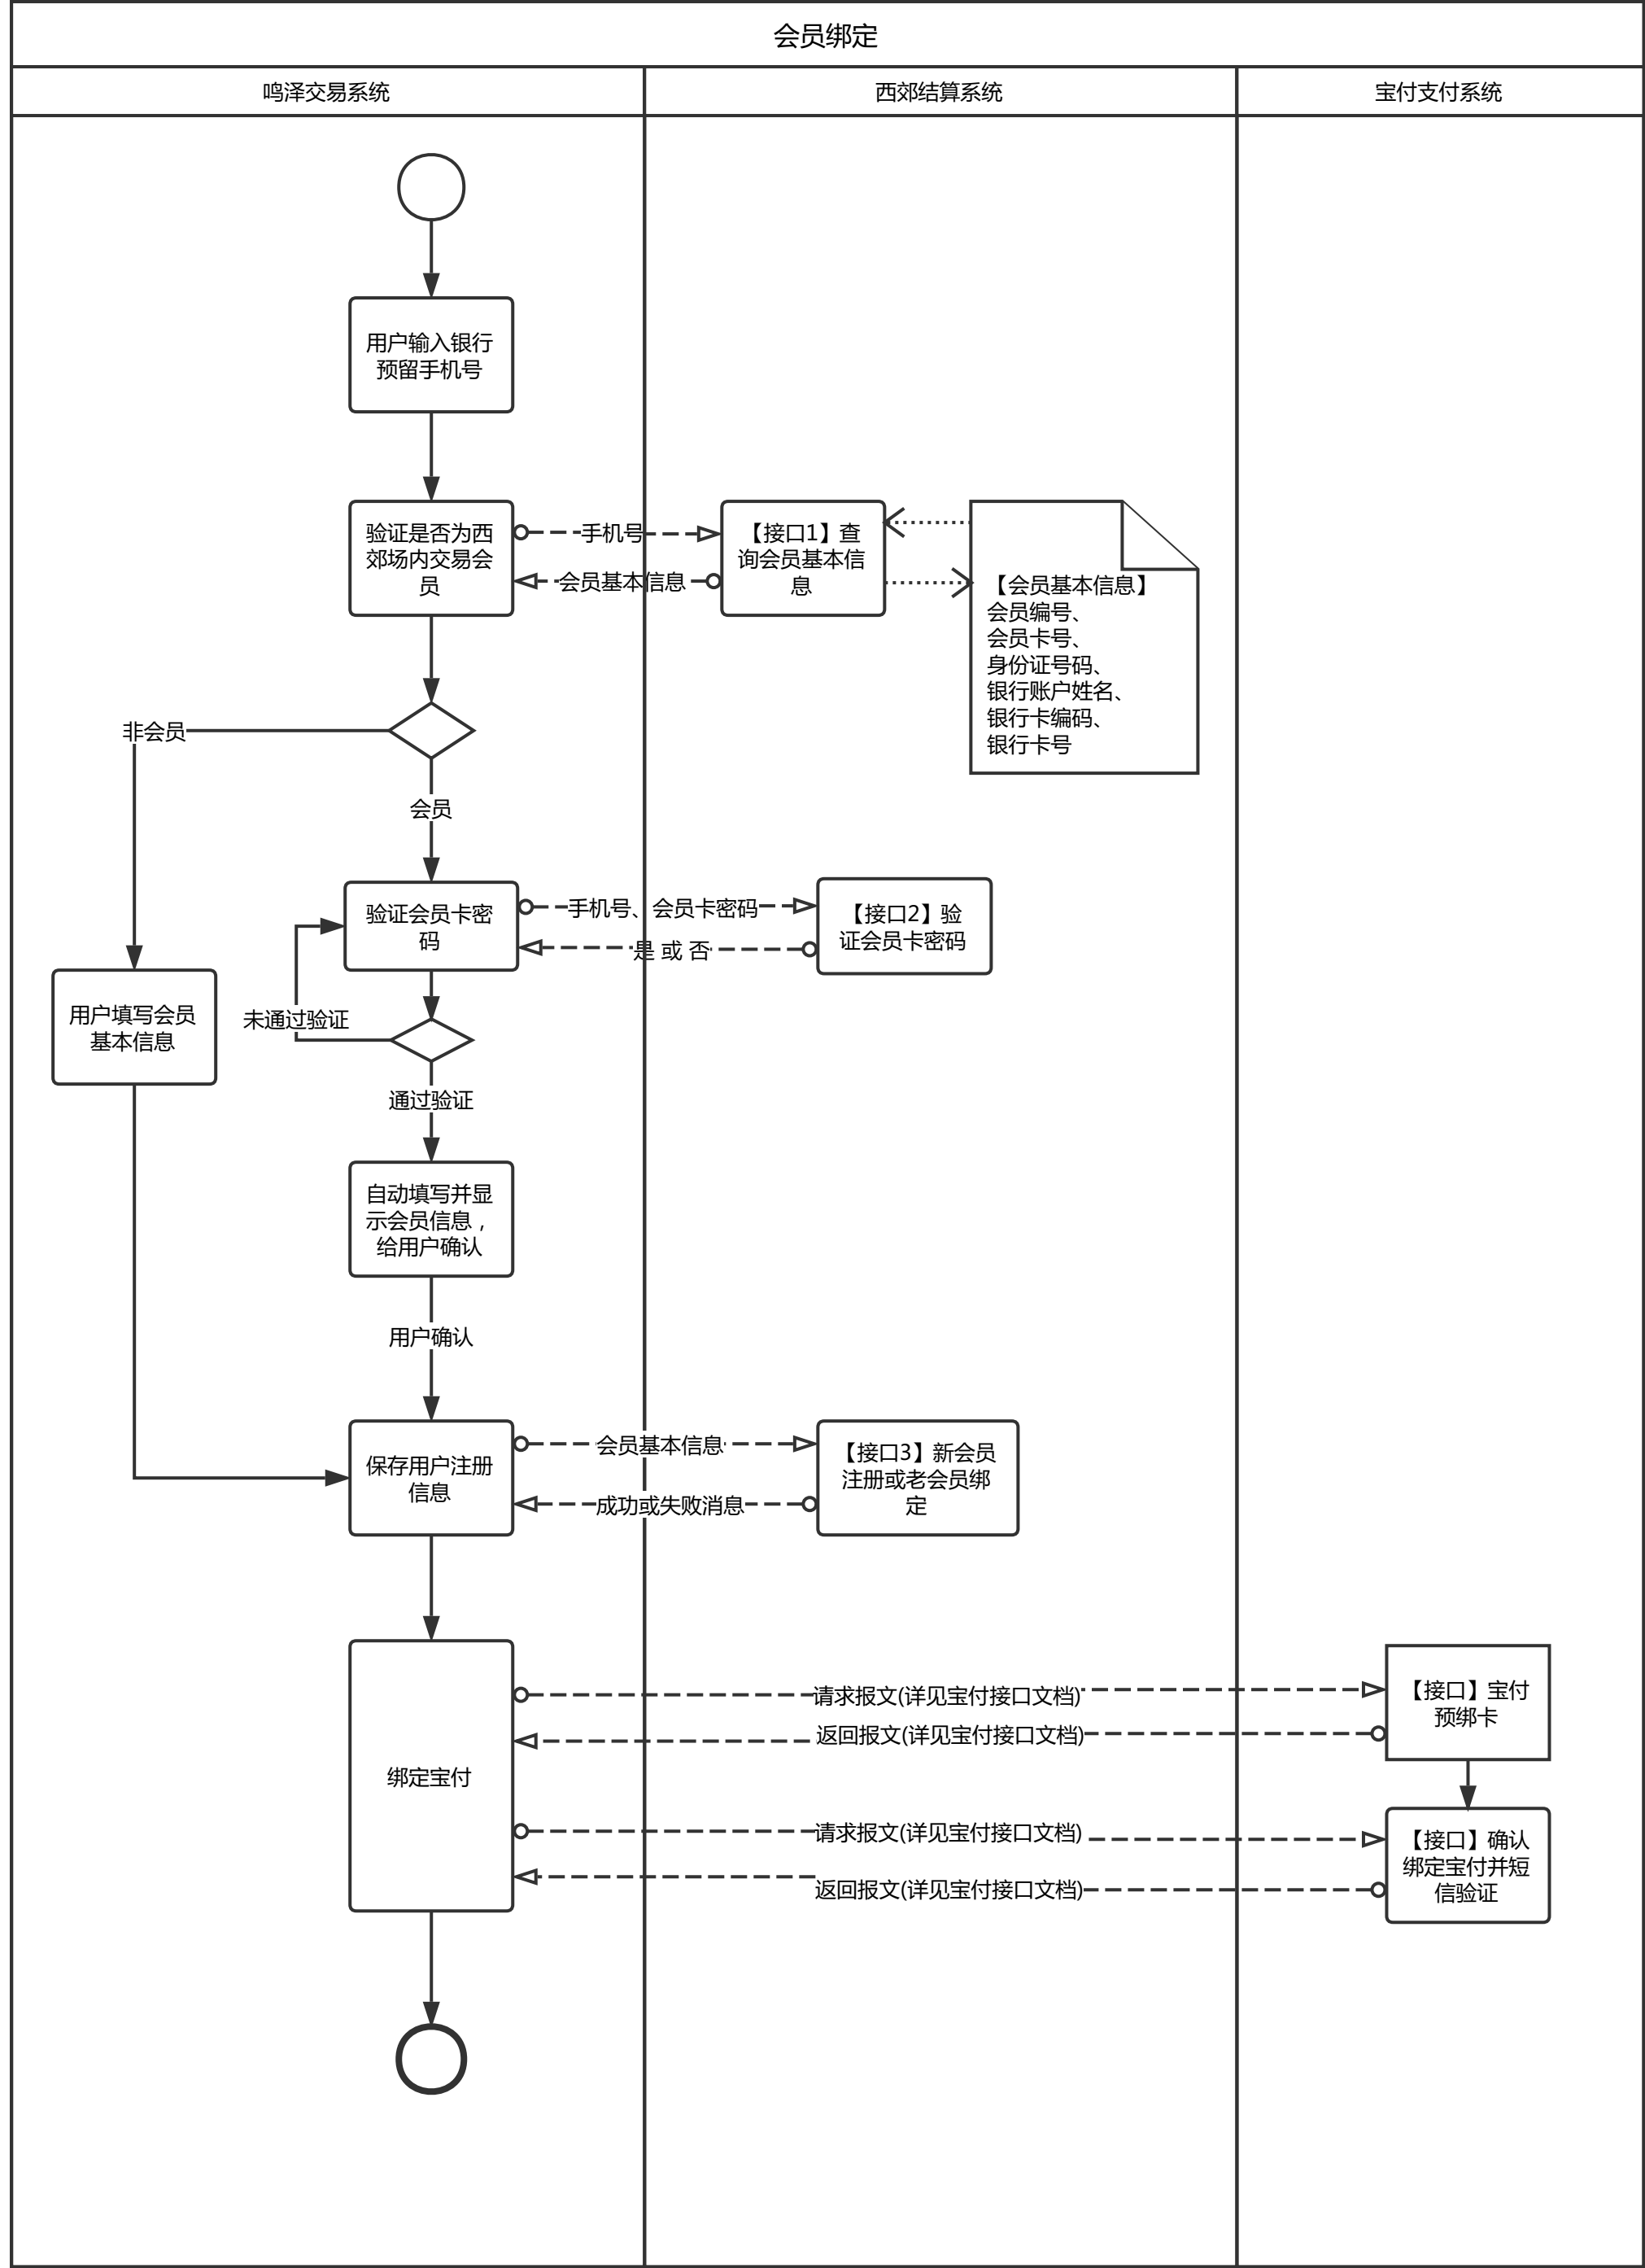 会员绑定
鸣泽交易系统
西郊结算系统
宝付支付系统
用户输入银行
预留手机号
验证是否为西
郊场内交易会
员
手机号
会员基本信息
【接口1】查
询会员基本信
息
【会员基本信息】
会员编号、
会员卡号、
身份证号码、
银行账户姓名、
银行卡编码、
银行卡号
非会员
会员
验证会员卡密
码
手机号、会员卡密码
是 或 否
【接口2】验
证会员卡密码
用户填写会员
基本信息
未通过验证
通过验证
自动填写并显
示会员信息，
给用户确认
用户确认
保存用户注册
信息
会员基本信息
成功或失败消息
【接口3】新会员
注册或老会员绑
定
绑定宝付
请求报文(详见宝付接口文档)
返回报文(详见宝付接口文档)
【接口】宝付
预绑卡
请求报文(详见宝付接口文档)
返回报文(详见宝付接口文档)
【接口】确认
绑定宝付并短
信验证